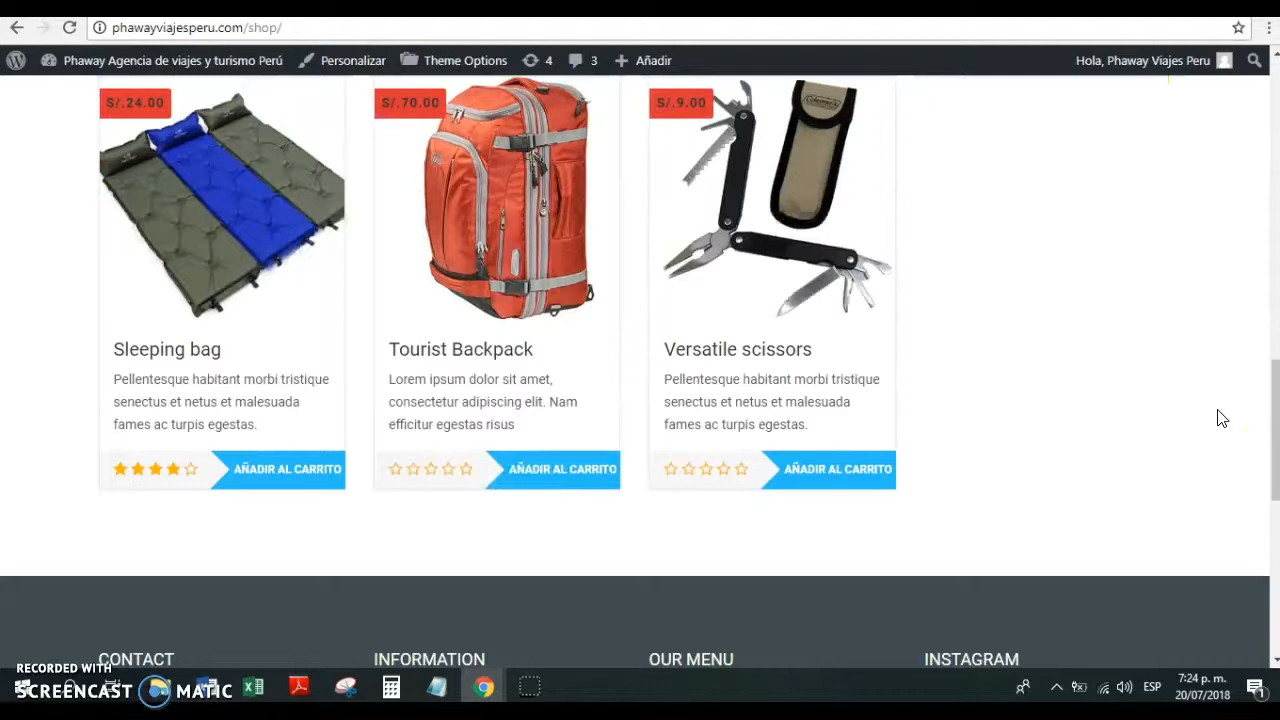 phawayviajesperu.com/shop/
Phaway Agencia de viajes y turismo Perú Personalizar Theme Options 4 3 Añadir Hola, Phaway Viajes Peru
S/.24.00 S/.70.00 S/.9.00
Coleman
Sleeping bag Tourist Backpack Versatile scissors
Pellentesque habitant morbi tristique Lorem ipsum dolor sit amet, Pellentesque habitant morbi tristique
senectus et netus et malesuada consectetur adipiscing elit. Nam senectus et netus et malesuada
fames ac turpis egestas. efficitur egestas risus fames ac turpis egestas.
AÑADIR AL CARRITO AÑADIR AL CARRITO AÑADIR AL CARRITO
CONTACT INFORMATION OUR MENU INSTAGRAM
RECORDED WITH
SCREENCAST MATIC
ESP 7:24 p. m.
20/07/2018 1